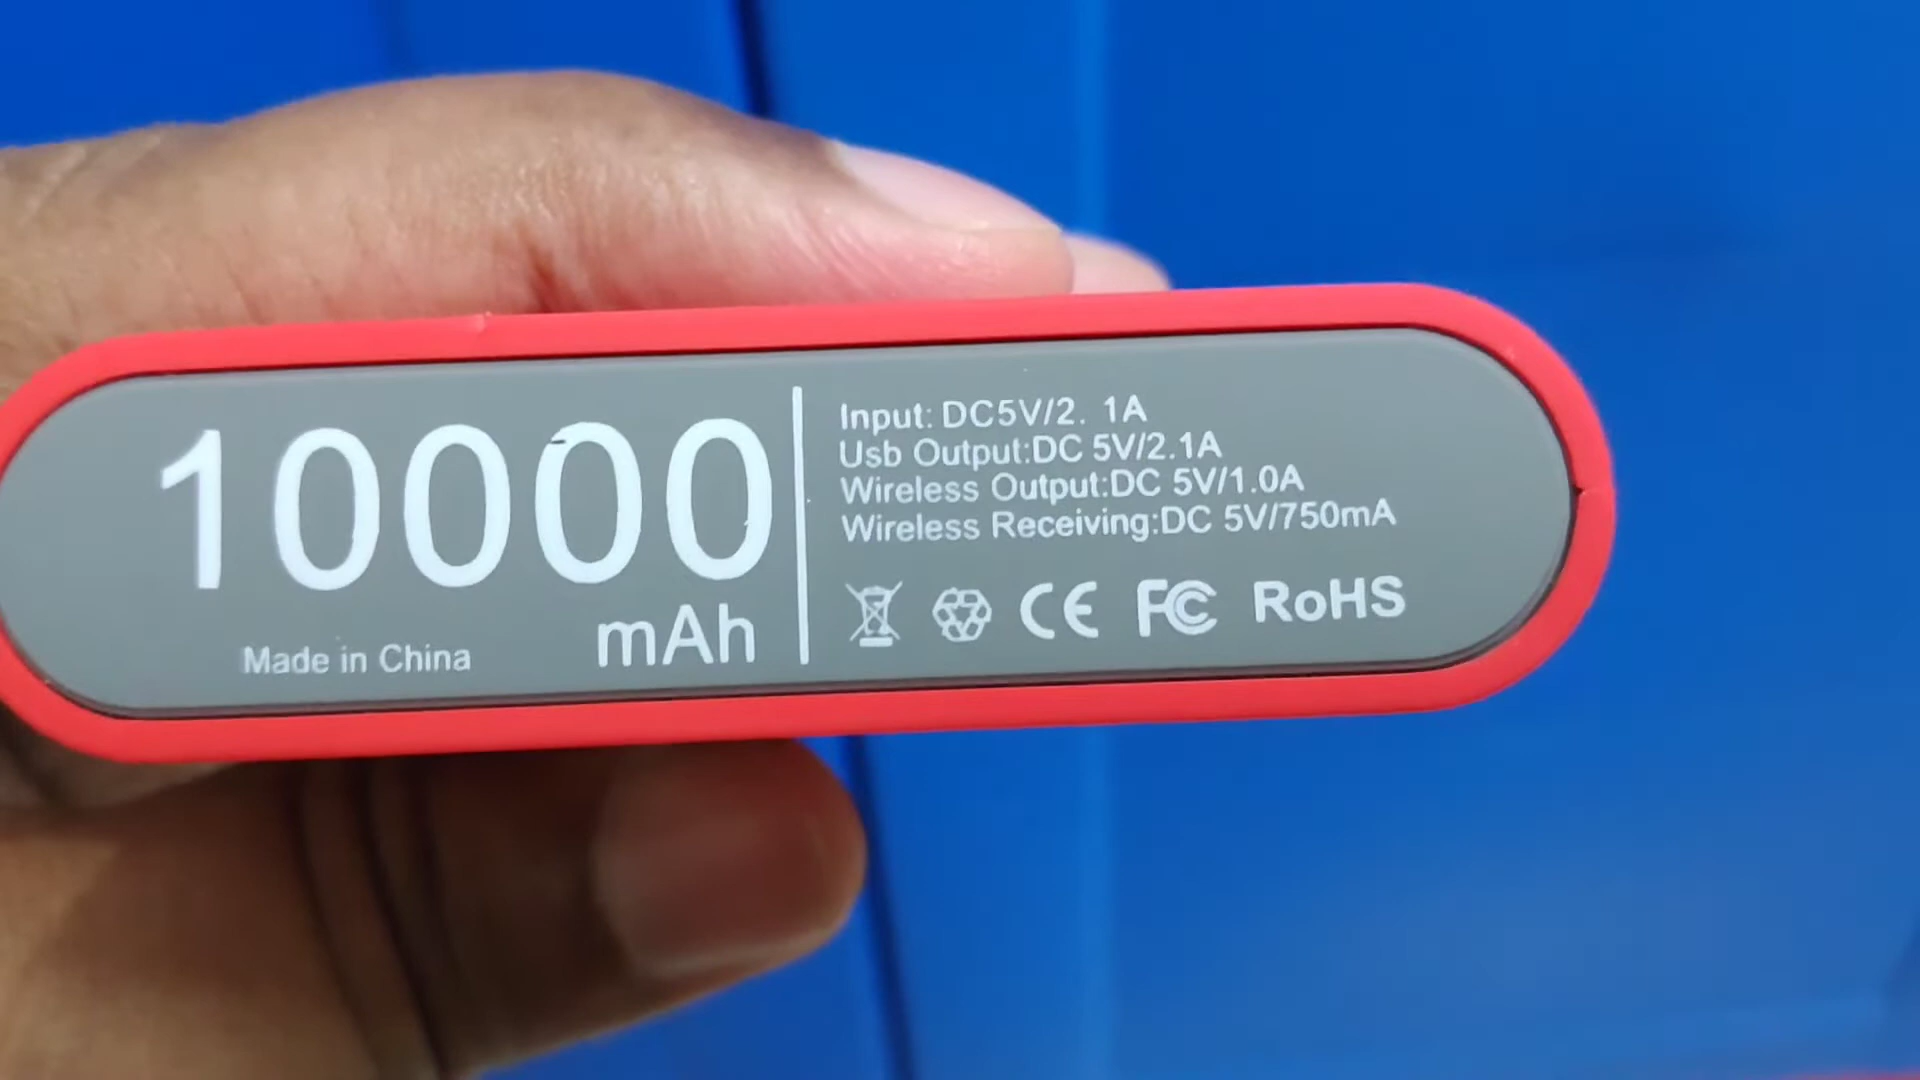 10000
mAh
Made in China
Input: DC5V/2. 1A
Usb Output:DC 5V/2.1A
Wireless Output:DC 5V/1.0A
Wireless Receiving:DC 5V/750mA
CE FC RoHS